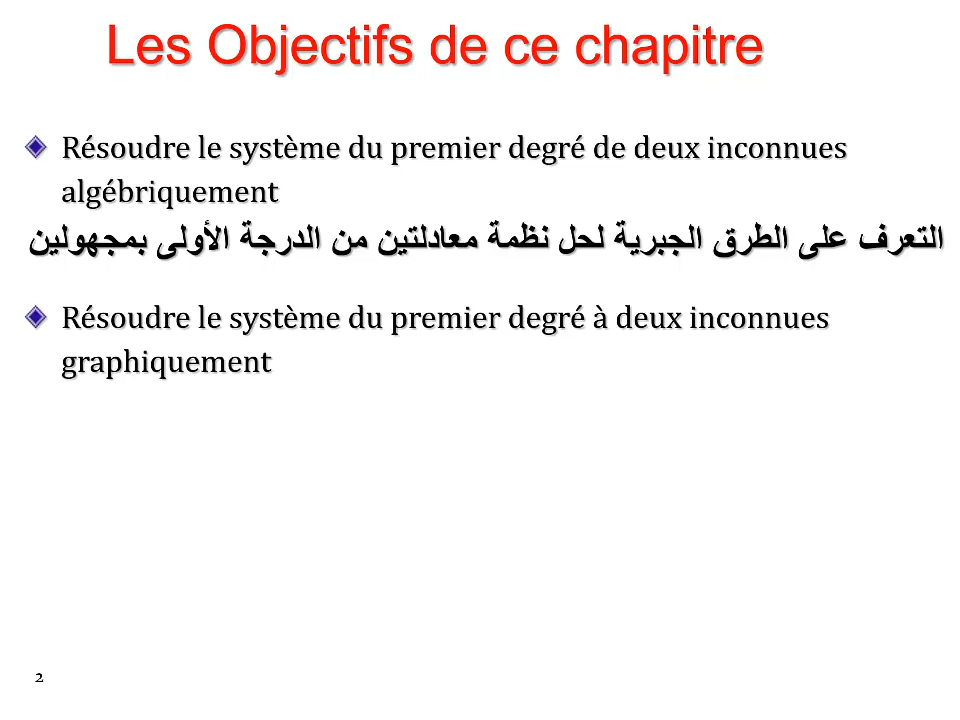 Les Objectifs de ce chapitre
Résoudre le système du premier degré de deux inconnues
algébriquement
التعرف على الطرق الجبرية لحل نظمة معادلتين من الدرجة الأولى بمجهولين
Résoudre le système du premier degré à deux inconnues
graphiquement
2